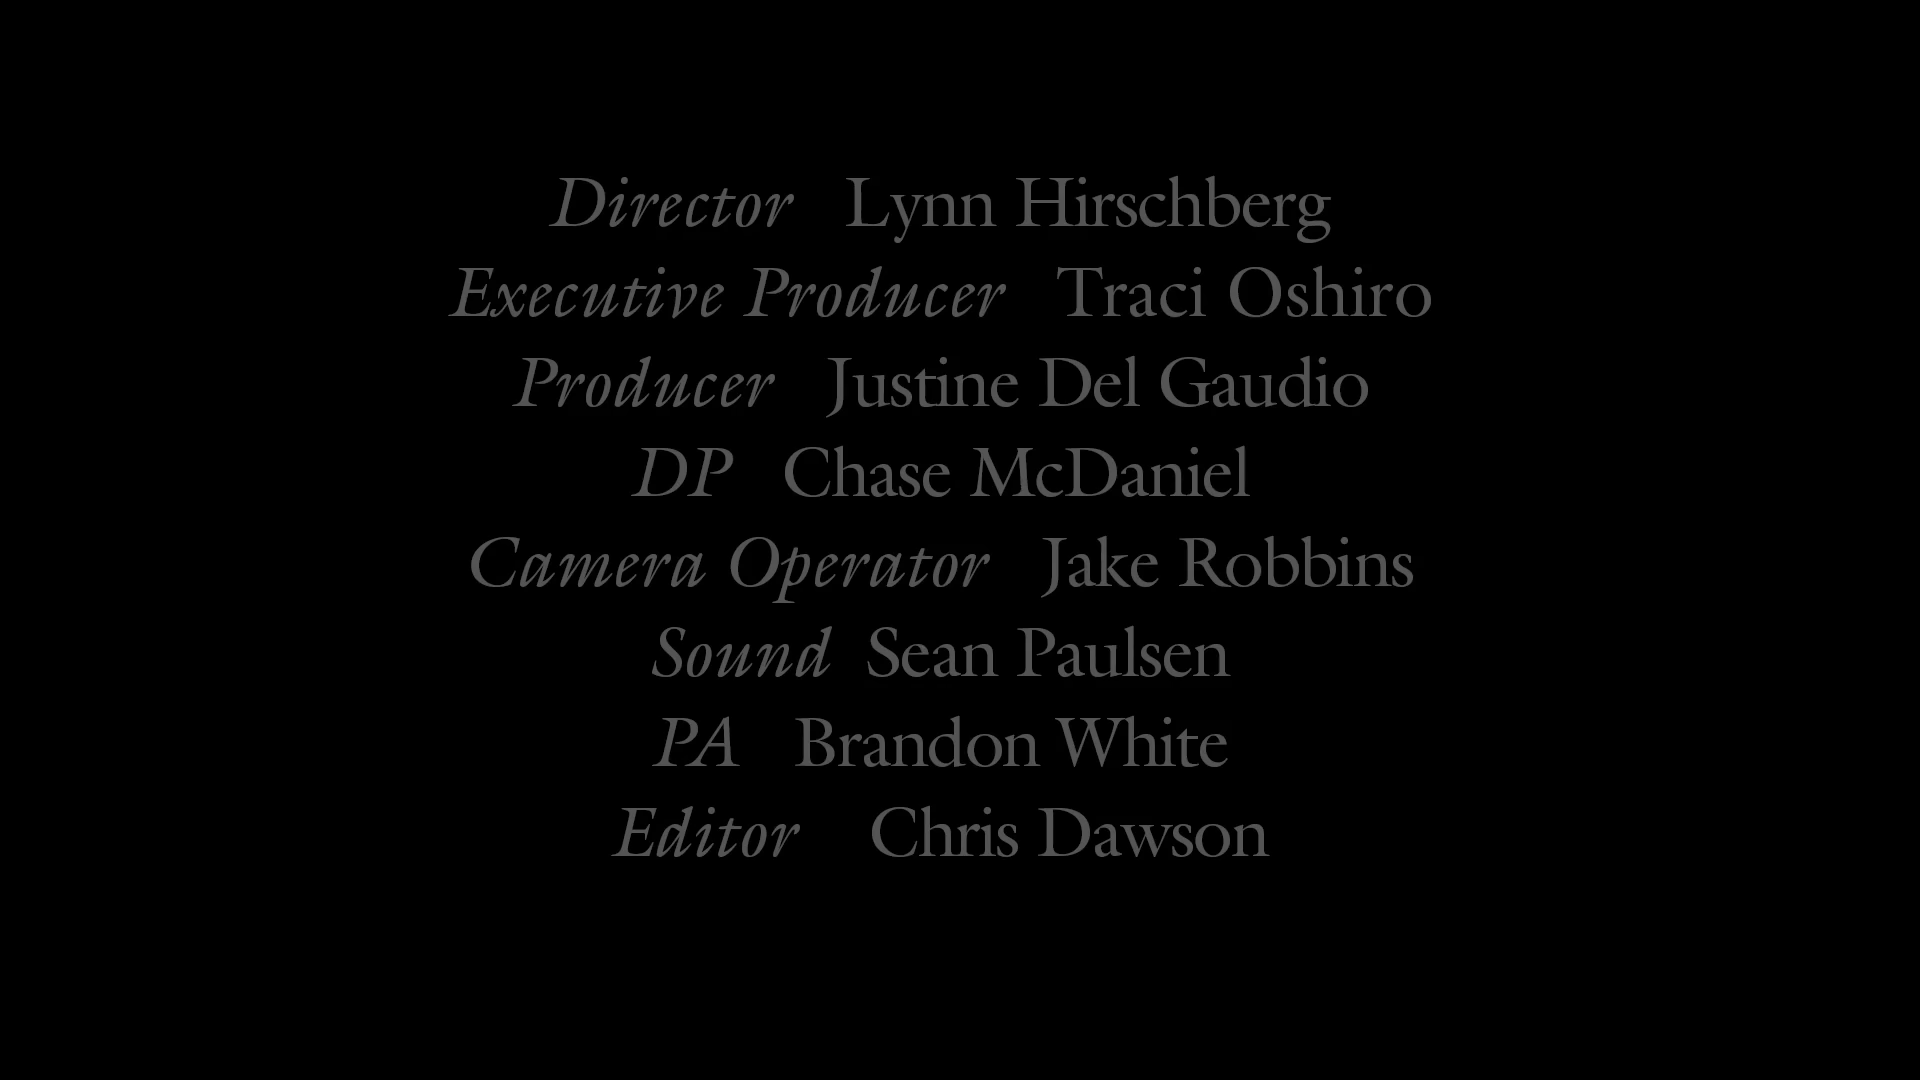 Director Lynn Hirschberg
Executive Producer Traci Oshiro
Producer Justine Del Gaudio
DP Chase McDaniel
Camera Operator Jake Robbins
Sound Sean Paulsen
PA Brandon White
Editor Chris Dawson